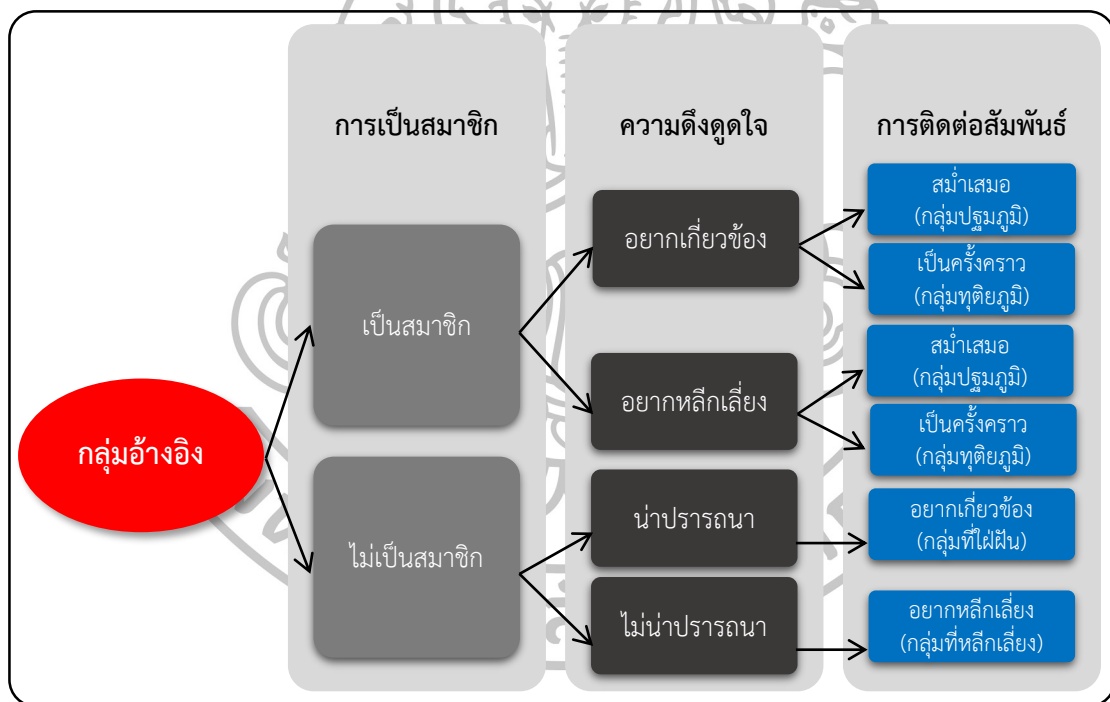 การเป็นสมาชิก
ความดึงดูดใจ
การติดต่อสัมพันธ์
สม่ำเสมอ
(กลุ่มปฐมภูมิ)
อยากเกี่ยวข้อง
เป็นครั้งคราว
(กลุ่มทุติยภูมิ)
เป็นสมาชิก
สม่ำเสมอ
(กลุ่มปฐมภูมิ)
อยากหลีกเลี่ยง
เป็นครั้งคราว
(กลุ่มทุติยภูมิ)
กลุ่มอ้างอิง
น่าปรารถนา
อยากเกี่ยวข้อง
(กลุ่มที่ใฝ่ฝัน)
ไม่เป็นสมาชิก
ไม่น่าปรารถนา
อยากหลีกเลี่ยง
(กลุ่มที่หลีกเลี่ยง)